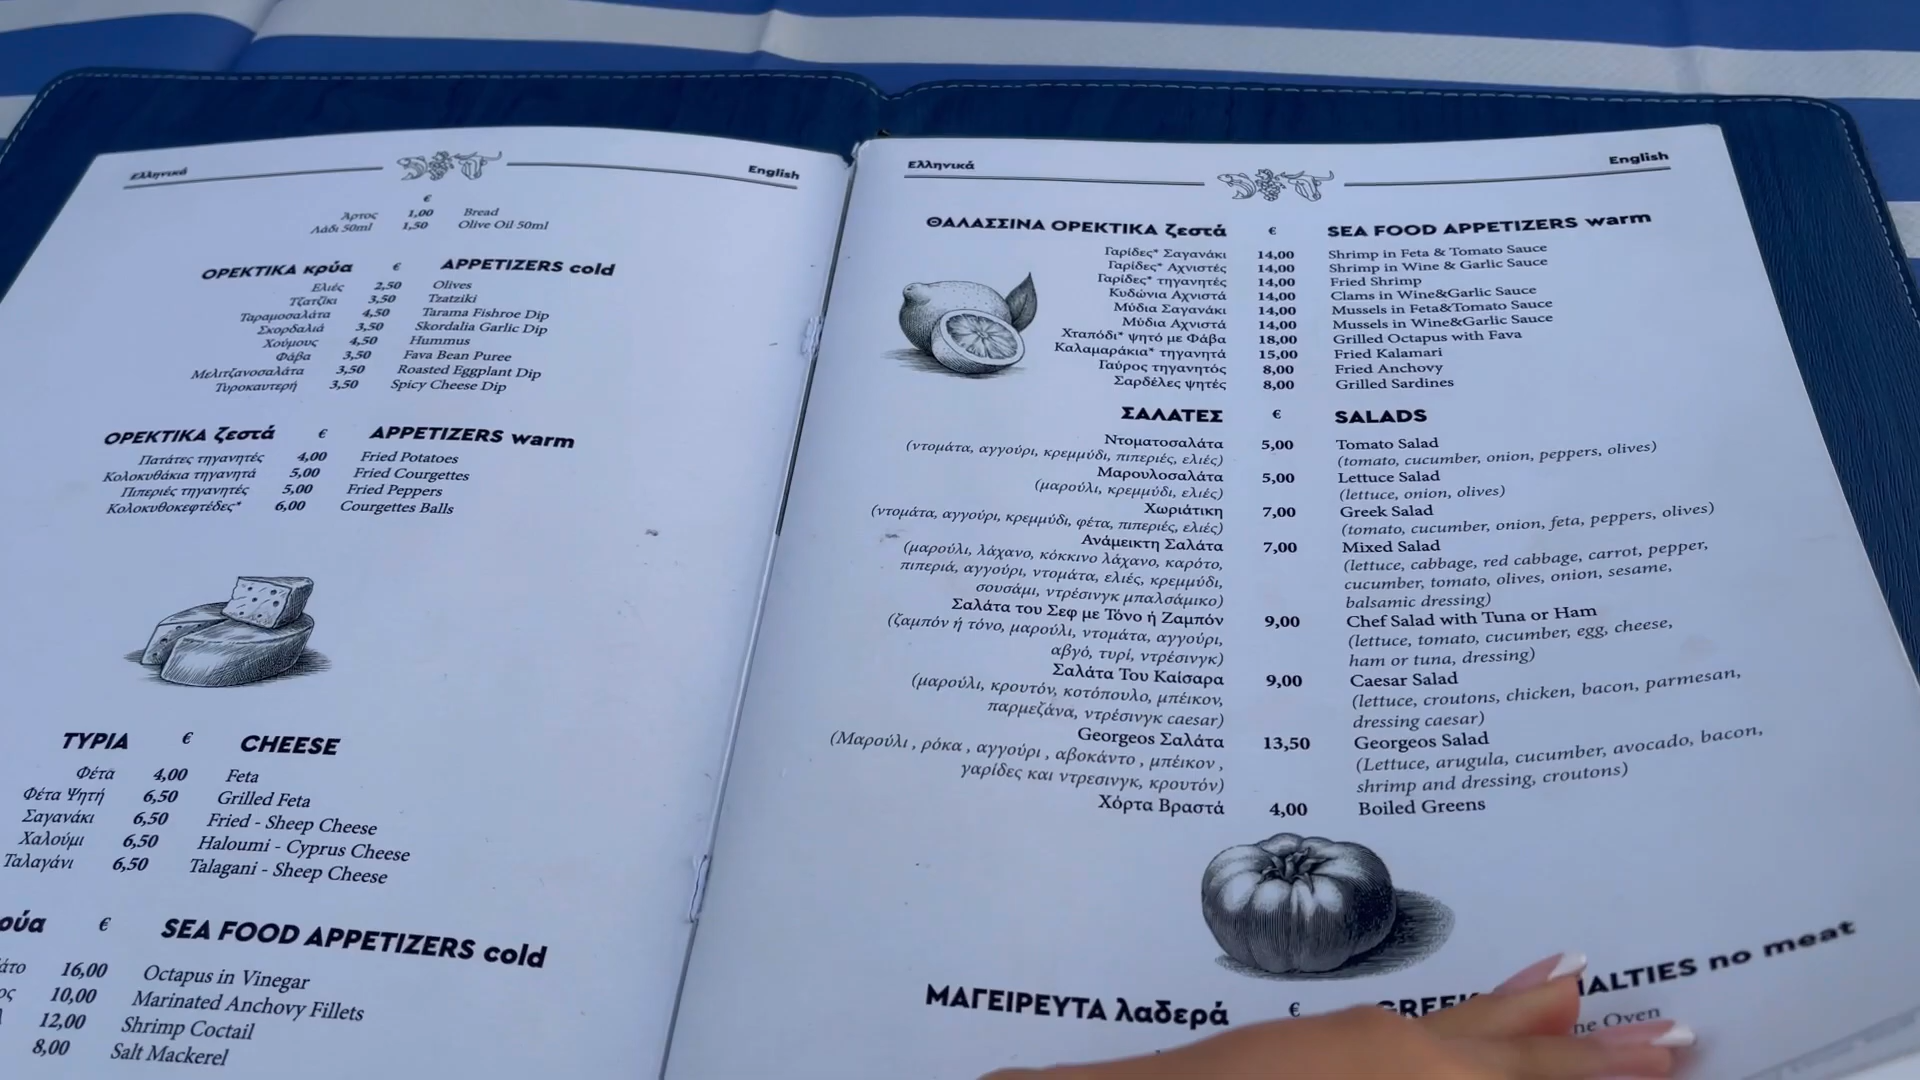 Ελληνικά English
€
Άρτος 1,00 Bread
Λάδι 50ml 1,50 Olive Oil 50ml
ΟΡΕΚΤΙΚΑ κρύα € APPETIZERS cold
Ελιές 2,50 Olives
Τζατζίκι 3,50 Tzatziki
Ταραμοσαλάτα 4,50 Tarama Fishroe Dip
Σκορδαλιά 3,50 Skordalia Garlic Dip
Χούμους 4,50 Hummus
Φάβα 3,50 Fava Bean Puree
Μελιτζανοσαλάτα 3,50 Roasted Eggplant Dip
Τυροκαυτερή 3,50 Spicy Cheese Dip
ΟΡΕΚΤΙΚΑ ζεστά € APPETIZERS warm
Πατάτες τηγανητές 4,00 Fried Potatoes
Κολοκυθάκια τηγανητά 5,00 Fried Courgettes
Πιπεριές τηγανητές 5,00 Fried Peppers
Κολοκυθοκεφτέδες* 6,00 Courgettes Balls
ΤΥΡΙΑ € CHEESE
Φέτα 4,00 Feta
Φέτα Ψητή 6,50 Grilled Feta
Σαγανάκι 6,50 Fried - Sheep Cheese
Χαλούμι 6,50 Haloumi - Cyprus Cheese
Ταλαγάνι 6,50 Talagani - Sheep Cheese
€ SEA FOOD APPETIZERS cold
16,00 Octapus in Vinegar
10,00 Marinated Anchovy Fillets
12,00 Shrimp Coctail
8,00 Salt Mackerel
Ελληνικά English
ΘΑΛΑΣΣΙΝΑ ΟΡΕΚΤΙΚΑ ζεστά € SEA FOOD APPETIZERS warm
Γαρίδες* Σαγανάκι 14,00 Shrimp in Feta & Tomato Sauce
Γαρίδες* Αχνιστές 14,00 Shrimp in Wine & Garlic Sauce
Γαρίδες* τηγανητές 14,00 Fried Shrimp
Κυδώνια Αχνιστά 14,00 Clams in Wine&Garlic Sauce
Μύδια Σαγανάκι 14,00 Mussels in Feta&Tomato Sauce
Μύδια Αχνιστά 14,00 Mussels in Wine&Garlic Sauce
Χταπόδι* ψητό με Φάβα 18,00 Grilled Octapus with Fava
Καλαμαράκια* τηγανητά 15,00 Fried Kalamari
Γαύρος τηγανητός 8,00 Fried Anchovy
Σαρδέλες ψητές 8,00 Grilled Sardines
ΣΑΛΑΤΕΣ € SALADS
Ντοματοσαλάτα 5,00 Tomato Salad
(ντομάτα, αγγούρι, κρεμμύδι, πιπεριές, ελιές) (tomato, cucumber, onion, peppers, olives)
Μαρουλοσαλάτα 5,00 Lettuce Salad
(μαρούλι, κρεμμύδι, ελιές) (lettuce, onion, olives)
Χωριάτικη 7,00 Greek Salad
(ντομάτα, αγγούρι, κρεμμύδι, φέτα, πιπεριές, ελιές) (tomato, cucumber, onion, feta, peppers, olives)
Ανάμεικτη Σαλάτα 7,00 Mixed Salad
(μαρούλι, λάχανο, κόκκινο λάχανο, καρότο, (lettuce, cabbage, red cabbage, carrot, pepper,
πιπεριά, αγγούρι, ντομάτα, ελιές, κρεμμύδι, cucumber, tomato, olives, onion, sesame,
σουσάμι, ντρέσινγκ μπαλσάμικο) balsamic dressing)
Σαλάτα του Σεφ με Τόνο ή Ζαμπόν 9,00 Chef Salad with Tuna or Ham
(ζαμπόν ή τόνο, μαρούλι, ντομάτα, αγγούρι, (lettuce, tomato, cucumber, egg, cheese,
αβγό, τυρί, ντρέσινγκ) ham or tuna, dressing)
Σαλάτα Του Καίσαρα 9,00 Caesar Salad
(μαρούλι, κρουτόν, κοτόπουλο, μπέικον, (lettuce, croutons, chicken, bacon, parmesan,
παρμεζάνα, ντρέσινγκ caesar) dressing caesar)
Georgeos Σαλάτα 13,50 Georgeos Salad
(Μαρούλι , ρόκα , αγγούρι , αβοκάντο , μπέικον , (Lettuce, arugula, cucumber, avocado, bacon,
γαρίδες και ντρεσινγκ, κρουτόν) shrimp and dressing, croutons)
Χόρτα Βραστά 4,00 Boiled Greens
ΜΑΓΕΙΡΕΥΤΑ λαδερά € GREEK no meat
Oven